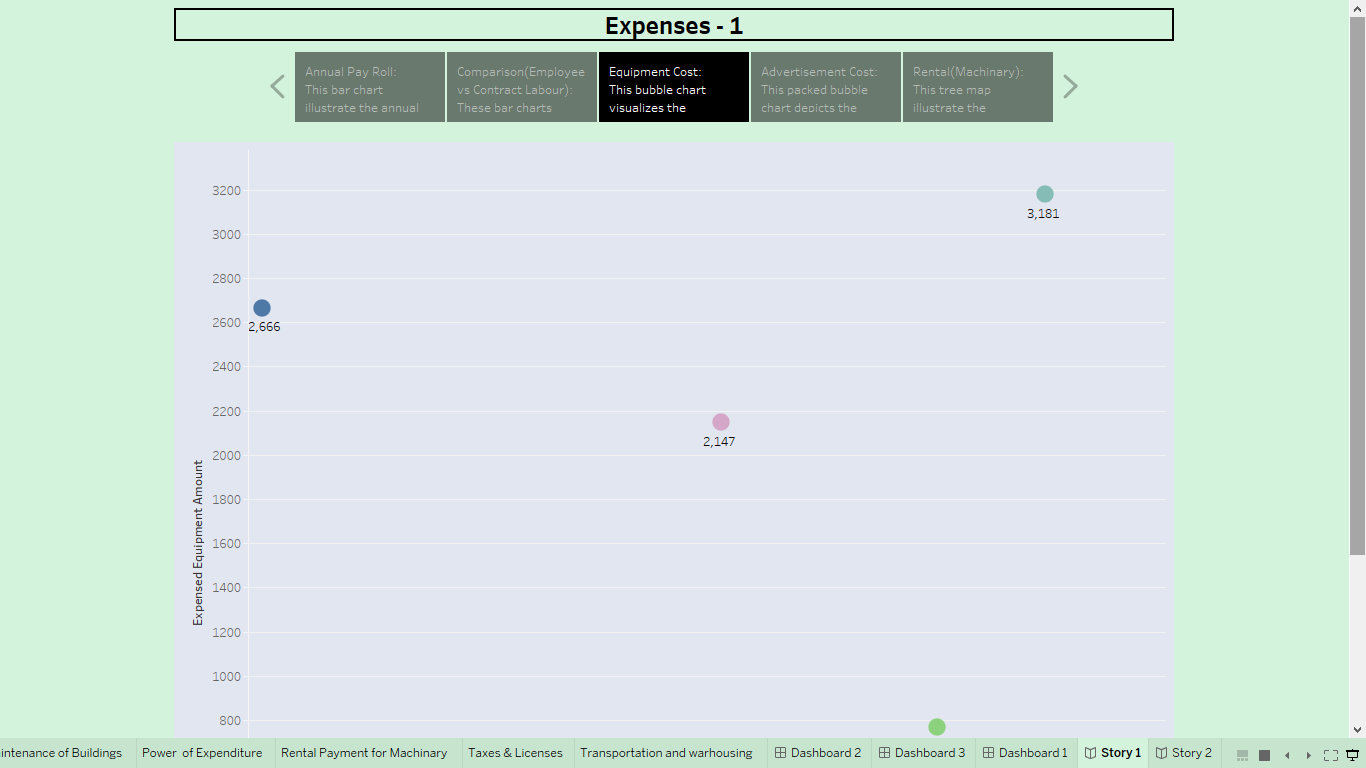 Expenses - 1
Annual Pay Roll:
This bar chart
illustrate the annual
Comparison(Employee
vs Contract Labour):
These bar charts
Equipment Cost:
This bubble chart
visualizes the
Advertisement Cost:
This packed bubble
chart depicts the
Rental(Machinery):
This tree map
illustrate the
Expensed Equipment Amount
3200
3000
2800
2600
2400
2200
2000
1800
1600
1400
1200
1000
800
3,181
2,666
2,147
intenance of Buildings
Power of Expenditure
Rental Payment for Machinery
Taxes & Licenses
Transportation and warhousing
Dashboard 2
Dashboard 3
Dashboard 1
Story 1
Story 2